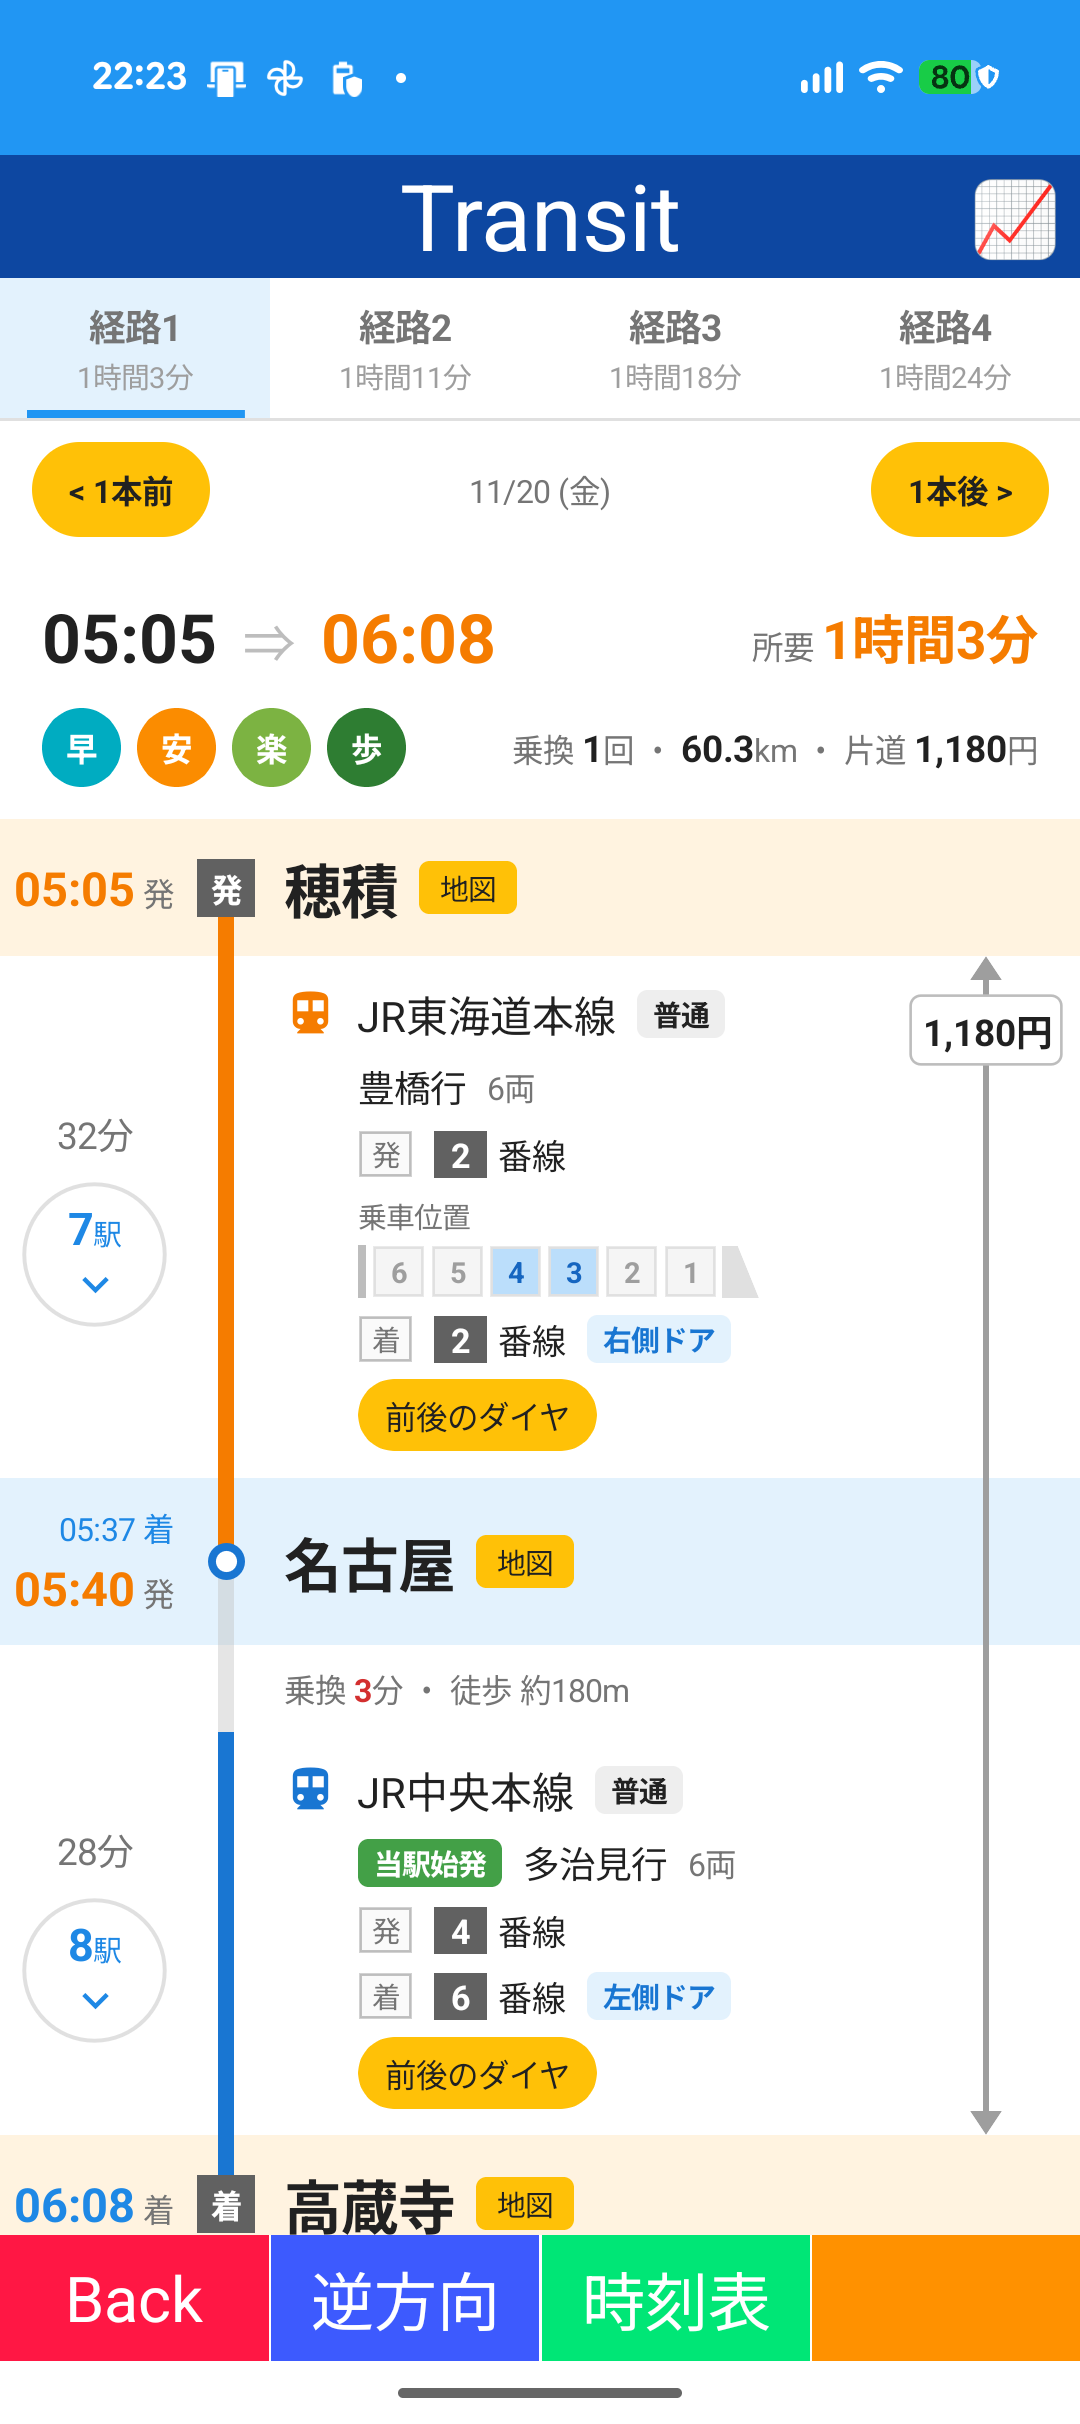 22:23
80
Transit
経路1 経路2 経路3 経路4
1時間3分 1時間11分 1時間18分 1時間24分
< 1本前 11/20 (金) 1本後 >
05:05 ⇒ 06:08 所要 1時間3分
早 安 楽 歩 乗換 1回 ・ 60.3km ・ 片道 1,180円
05:05 発 発 穂積 地図
JR東海道本線 普通
1,180円
豊橋行 6両
32分
発 2 番線
7駅
乗車位置
6 5 4 3 2 1
着 2 番線 右側ドア
前後のダイヤ
05:37 着
名古屋 地図
05:40 発
乗換 3分 ・ 徒歩 約180m
JR中央本線 普通
28分
当駅始発 多治見行 6両
発 4 番線
8駅
着 6 番線 左側ドア
前後のダイヤ
06:08 着 着 高蔵寺 地図
Back 逆方向 時刻表